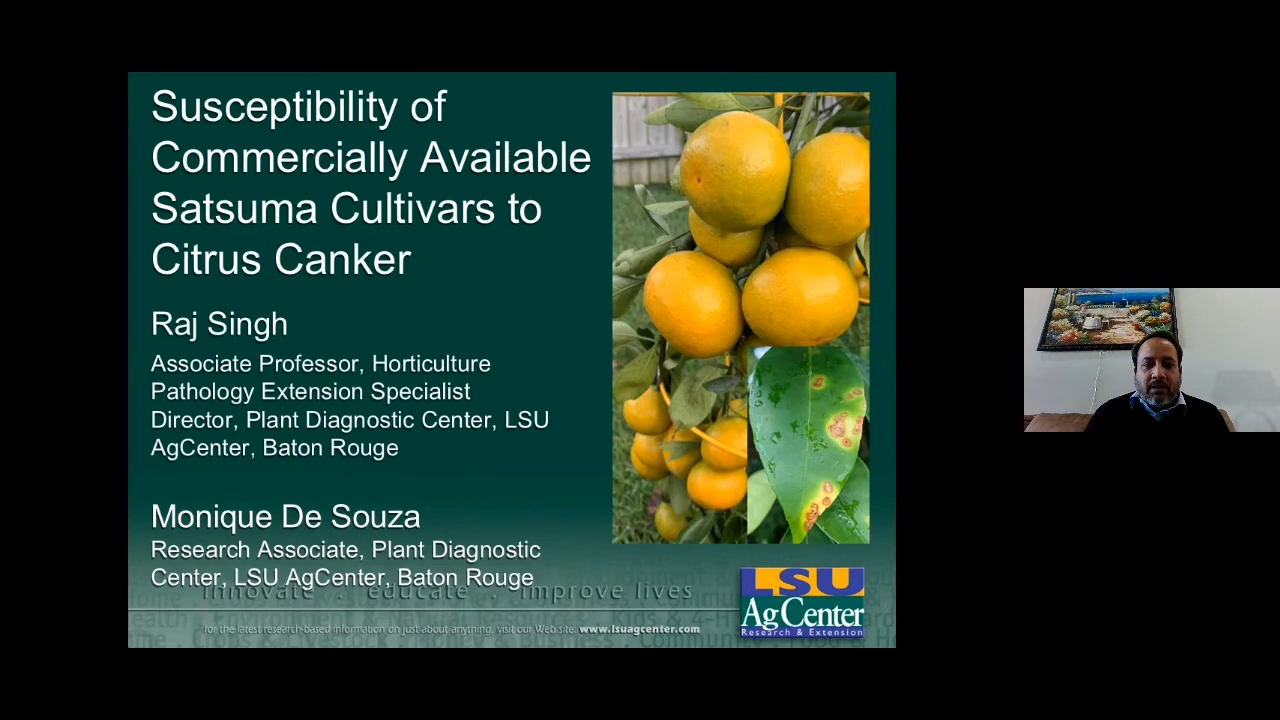 Susceptibility of
Commercially Available
Satsuma Cultivars to
Citrus Canker
Raj Singh
Associate Professor, Horticulture
Pathology Extension Specialist
Director, Plant Diagnostic Center, LSU
AgCenter, Baton Rouge
Monique De Souza
Research Associate, Plant Diagnostic
Center, LSU AgCenter, Baton Rouge
innovate . educate . improve lives
for the latest research-based information on just about anything, visit our Web site: www.lsuagcenter.com
LSU
AgCenter
Research & Extension